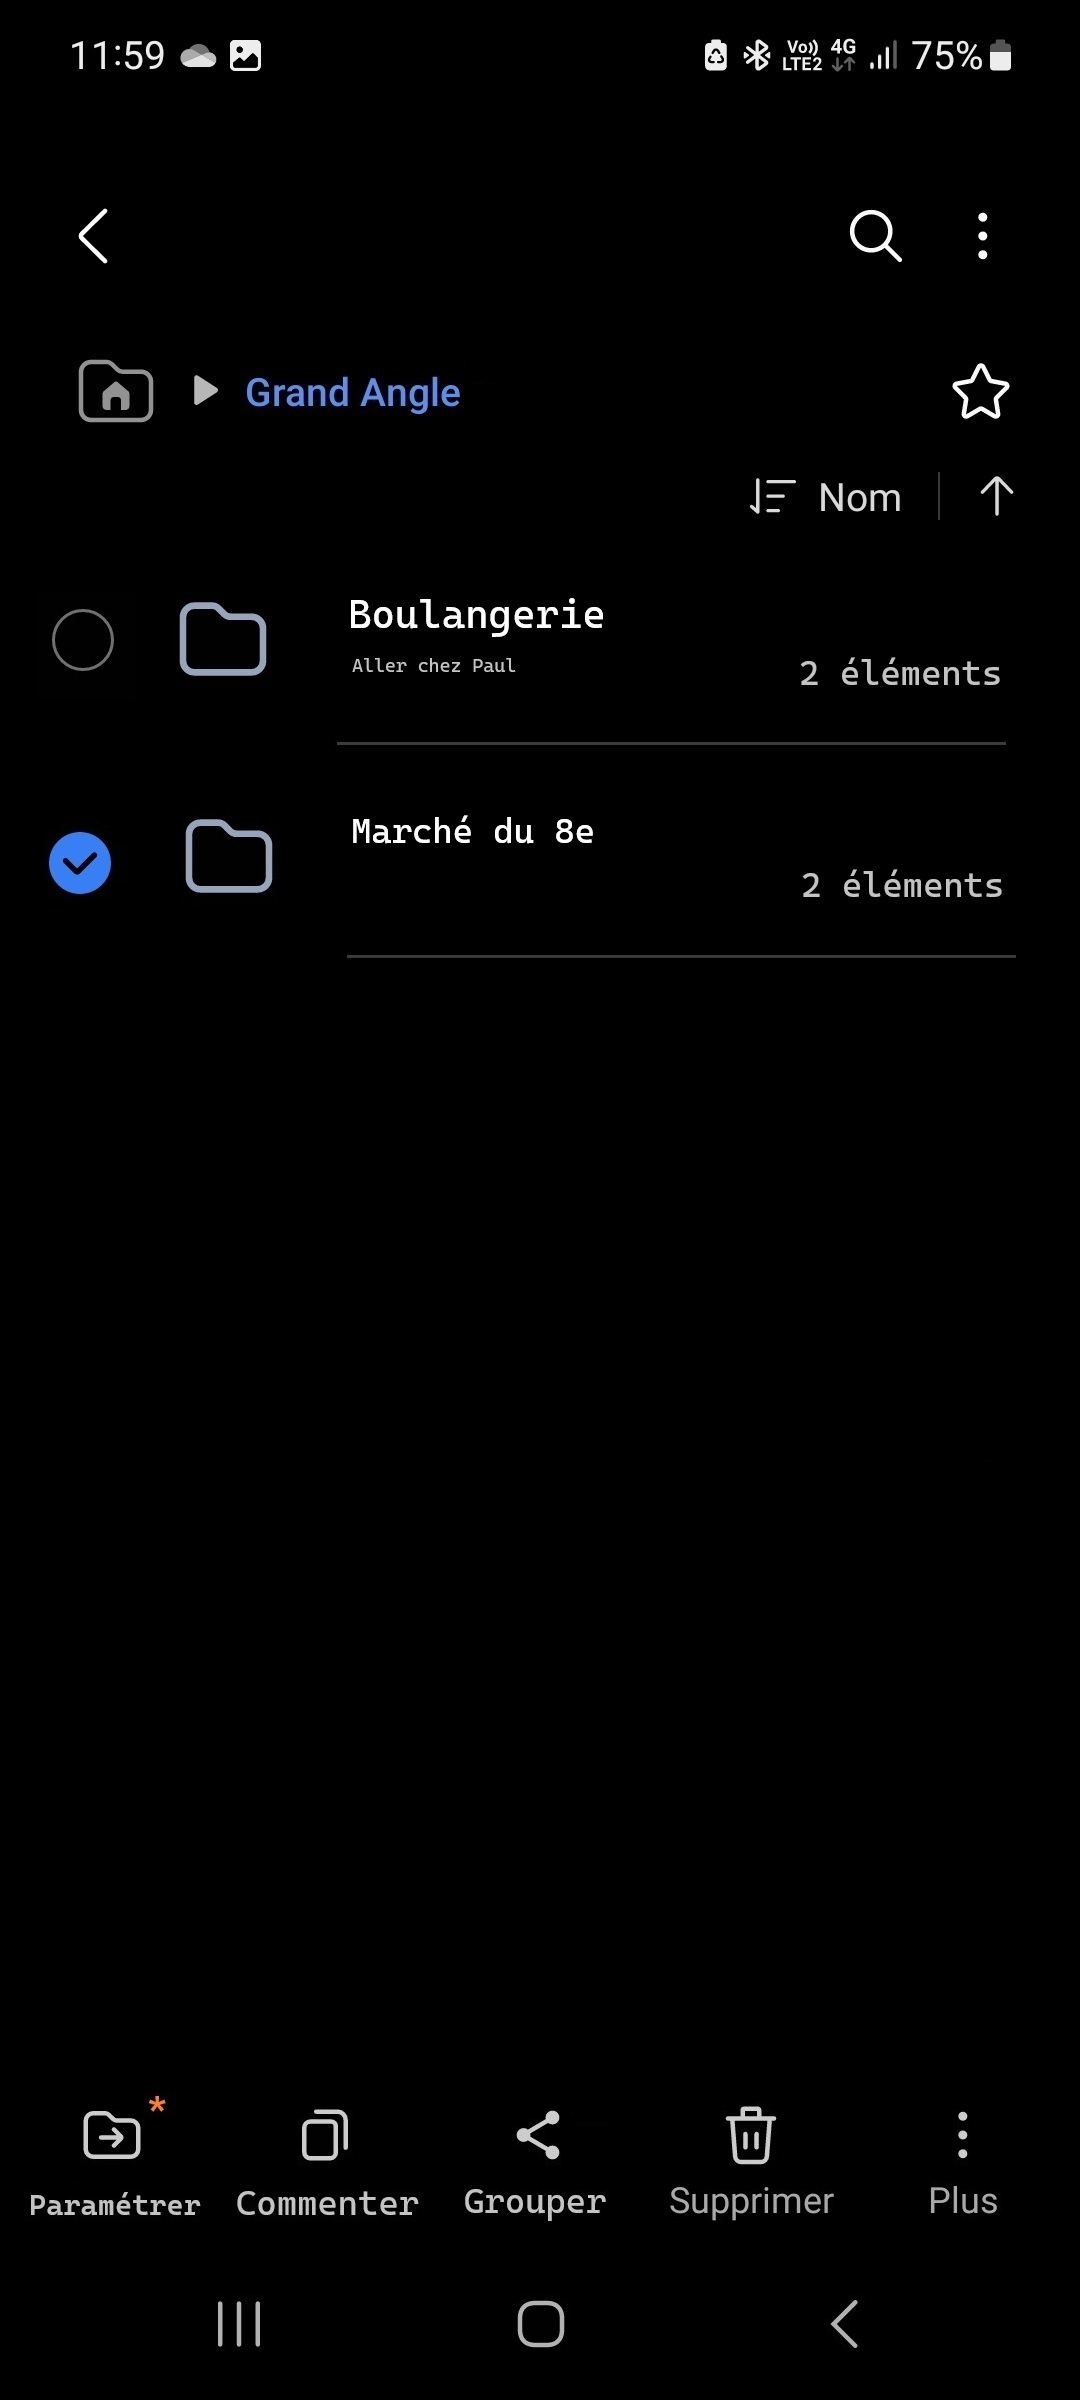 11:59
Vo)) LTE2 4G 75%
Grand Angle
Nom
Boulangerie
Aller chez Paul
2 éléments
Marché du 8e
2 éléments
*
Paramétrer Commenter Grouper Supprimer Plus